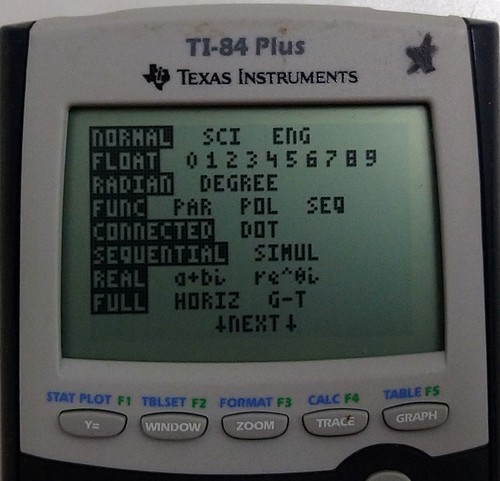 TI-84 Plus
TEXAS INSTRUMENTS
NORMAL SCI ENG
FLOAT 0 1 2 3 4 5 6 7 8 9
RADIAN DEGREE
FUNC PAR POL SEQ
CONNECTED DOT
SEQUENTIAL SIMUL
REAL a+bi re^θi
FULL HORIZ G-T
↓NEXT↓
STAT PLOT F1 TBLSET F2 FORMAT F3 CALC F4 TABLE F5
Y= WINDOW ZOOM TRACE GRAPH